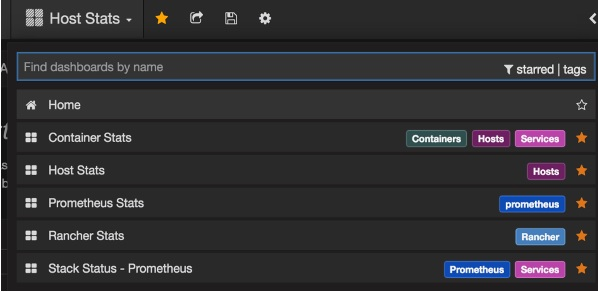 Host Stats
Find dashboards by name starred | tags
Home
Container Stats Containers Hosts Services
Host Stats Hosts
Prometheus Stats prometheus
Rancher Stats Rancher
Stack Status - Prometheus Prometheus Services